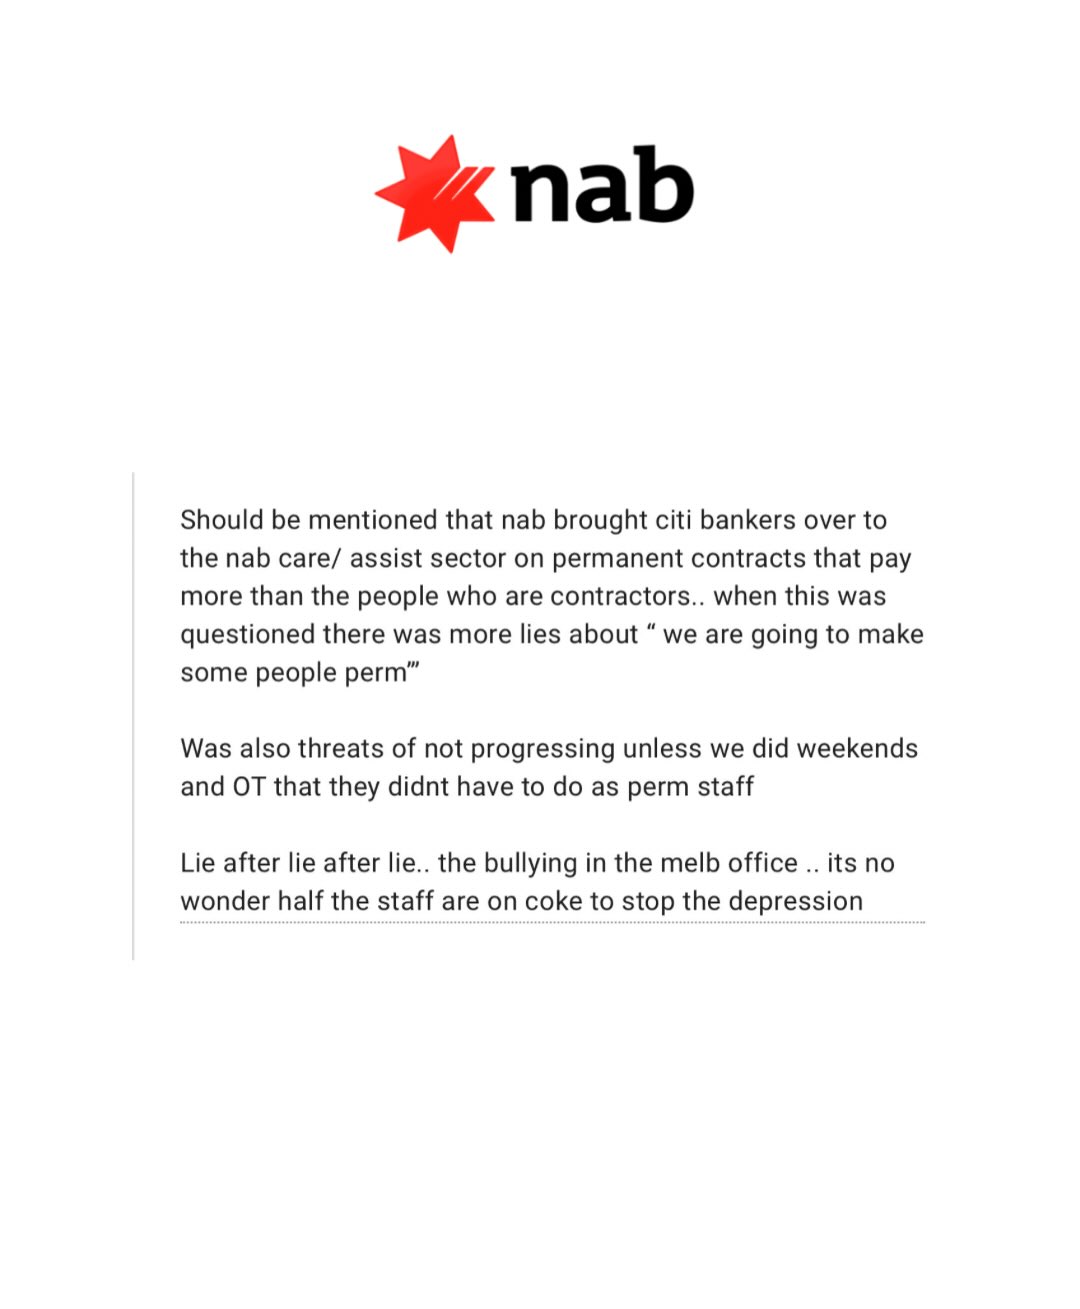 nab
Should be mentioned that nab brought citi bankers over to
the nab care/ assist sector on permanent contracts that pay
more than the people who are contractors.. when this was
questioned there was more lies about “ we are going to make
some people perm”’
Was also threats of not progressing unless we did weekends
and OT that they didnt have to do as perm staff
Lie after lie after lie.. the bullying in the melb office .. its no
wonder half the staff are on coke to stop the depression